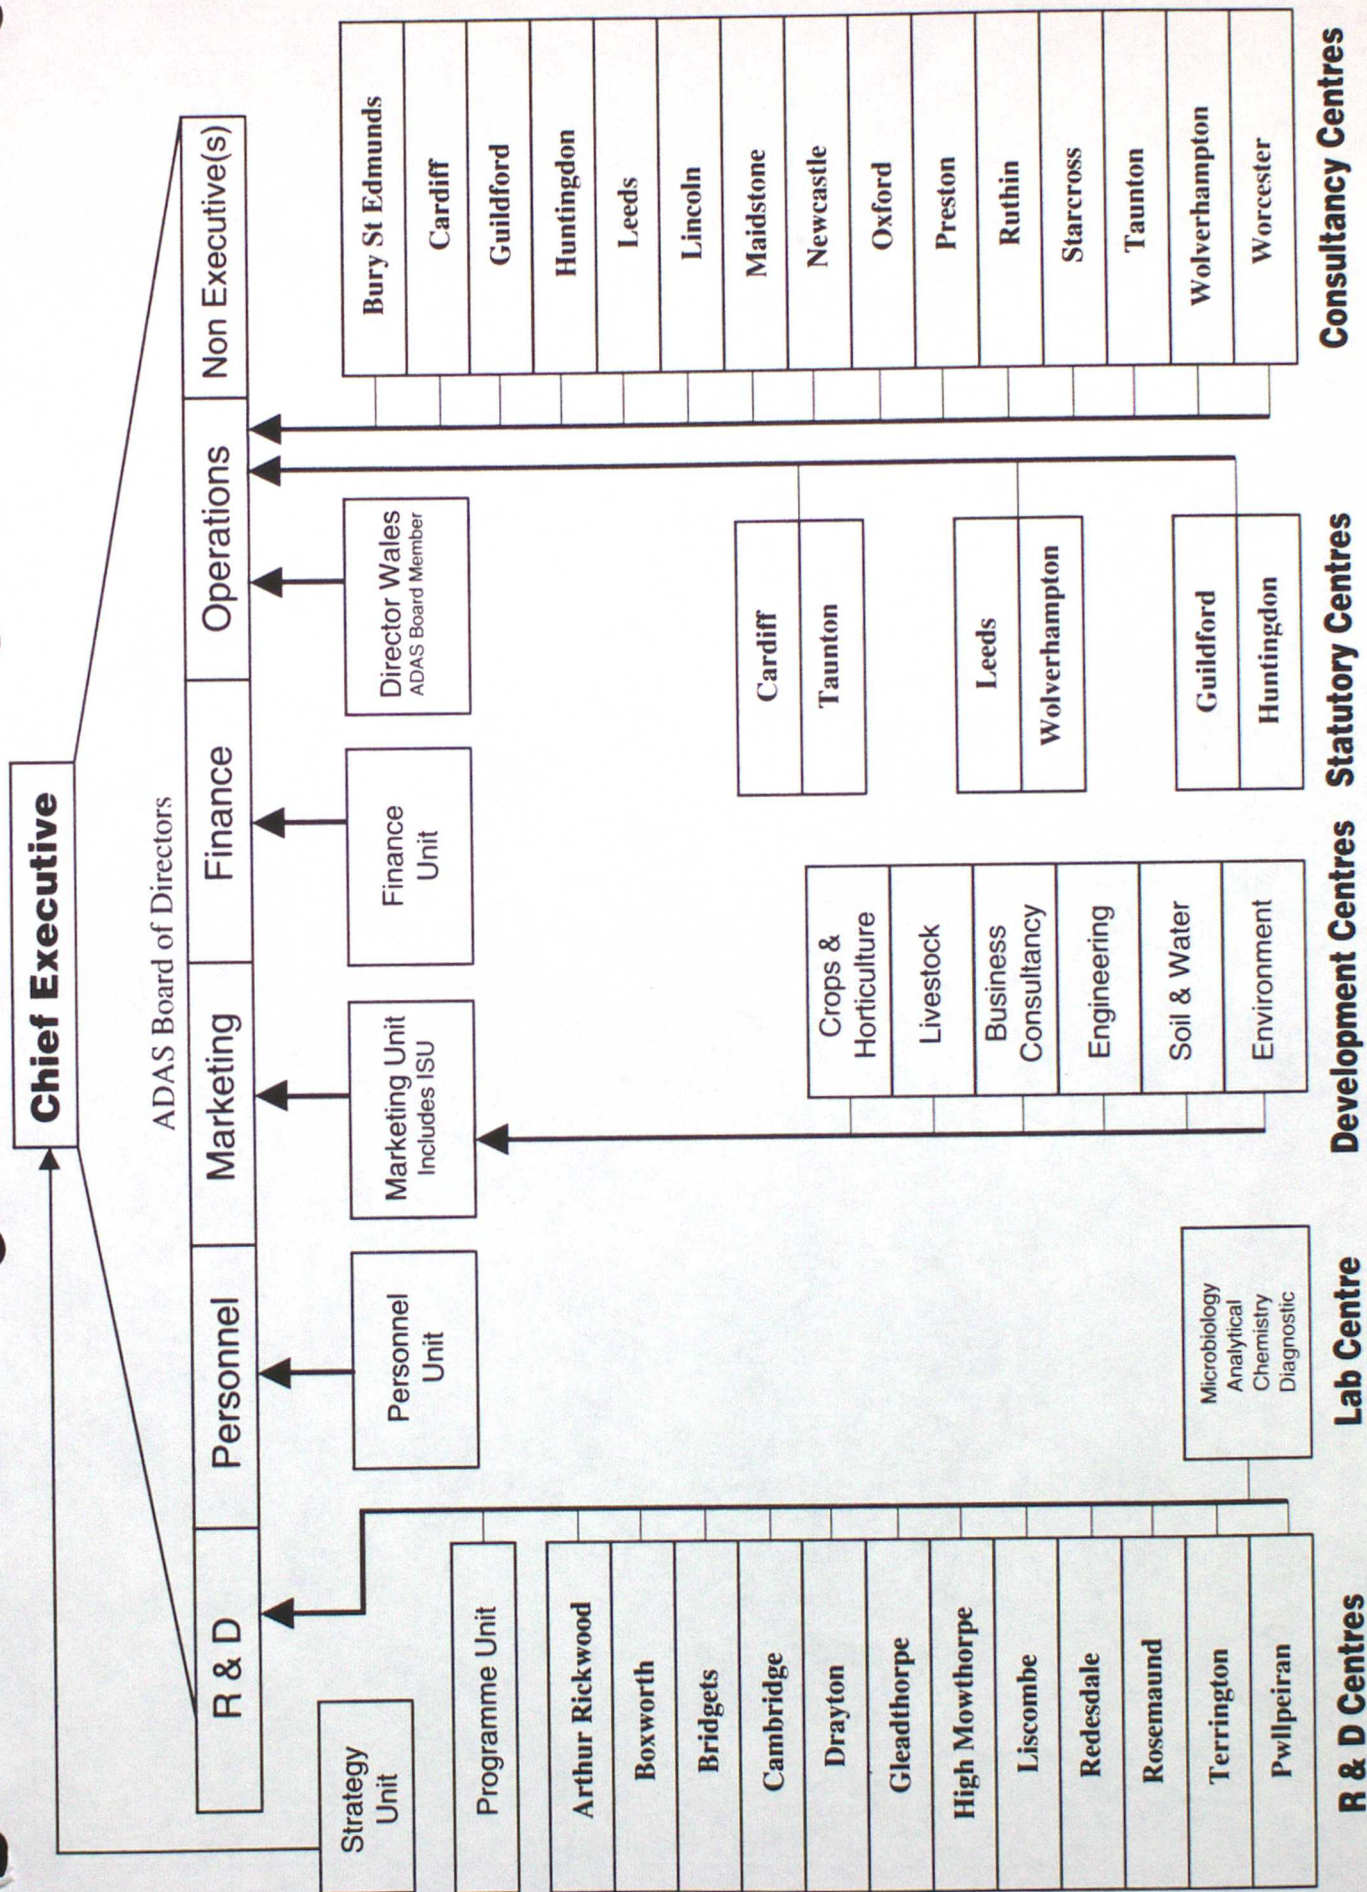 Chief Executive
ADAS Board of Directors
R & D
Personnel
Marketing
Finance
Operations
Non Executive(s)
Strategy
Unit
Personnel
Unit
Marketing Unit
Includes ISU
Finance
Unit
Director Wales
ADAS Board Member
Programme Unit
Arthur Rickwood
Boxworth
Bridgets
Cambridge
Drayton
Gleadthorpe
High Mowthorpe
Liscombe
Redesdale
Rosemaund
Terrington
Pwllpeiran
R & D Centres
Microbiology
Analytical
Chemistry
Diagnostic
Lab Centre
Crops &
Horticulture
Livestock
Business
Consultancy
Engineering
Soil & Water
Environment
Development Centres
Cardiff
Taunton
Leeds
Wolverhampton
Guildford
Huntingdon
Statutory Centres
Bury St Edmunds
Cardiff
Guildford
Huntingdon
Leeds
Lincoln
Maidstone
Newcastle
Oxford
Preston
Ruthin
Starcross
Taunton
Wolverhampton
Worcester
Consultancy Centres